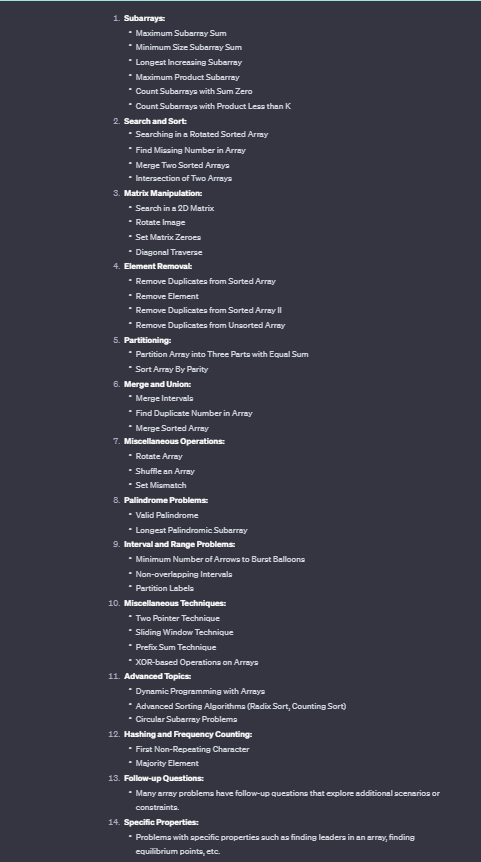 1. Subarrays:
• Maximum Subarray Sum
• Minimum Size Subarray Sum
• Longest Increasing Subarray
• Maximum Product Subarray
• Count Subarrays with Sum Zero
• Count Subarrays with Product Less than K
2. Search and Sort:
• Searching in a Rotated Sorted Array
• Find Missing Number in Array
• Merge Two Sorted Arrays
• Intersection of Two Arrays
3. Matrix Manipulation:
• Search in a 2D Matrix
• Rotate Image
• Set Matrix Zeroes
• Diagonal Traverse
4. Element Removal:
• Remove Duplicates from Sorted Array
• Remove Element
• Remove Duplicates from Sorted Array II
• Remove Duplicates from Unsorted Array
5. Partitioning:
• Partition Array into Three Parts with Equal Sum
• Sort Array By Parity
6. Merge and Union:
• Merge Intervals
• Find Duplicate Number in Array
• Merge Sorted Array
7. Miscellaneous Operations:
• Rotate Array
• Shuffle an Array
• Set Mismatch
8. Palindrome Problems:
• Valid Palindrome
• Longest Palindromic Subarray
9. Interval and Range Problems:
• Minimum Number of Arrows to Burst Balloons
• Non-overlapping Intervals
• Partition Labels
10. Miscellaneous Techniques:
• Two Pointer Technique
• Sliding Window Technique
• Prefix Sum Technique
• XOR-based Operations on Arrays
11. Advanced Topics:
• Dynamic Programming with Arrays
• Advanced Sorting Algorithms (Radix Sort, Counting Sort)
• Circular Subarray Problems
12. Hashing and Frequency Counting:
• First Non-Repeating Character
• Majority Element
13. Follow-up Questions:
• Many array problems have follow-up questions that explore additional scenarios or
constraints.
14. Specific Properties:
• Problems with specific properties such as finding leaders in an array, finding
equilibrium points, etc.